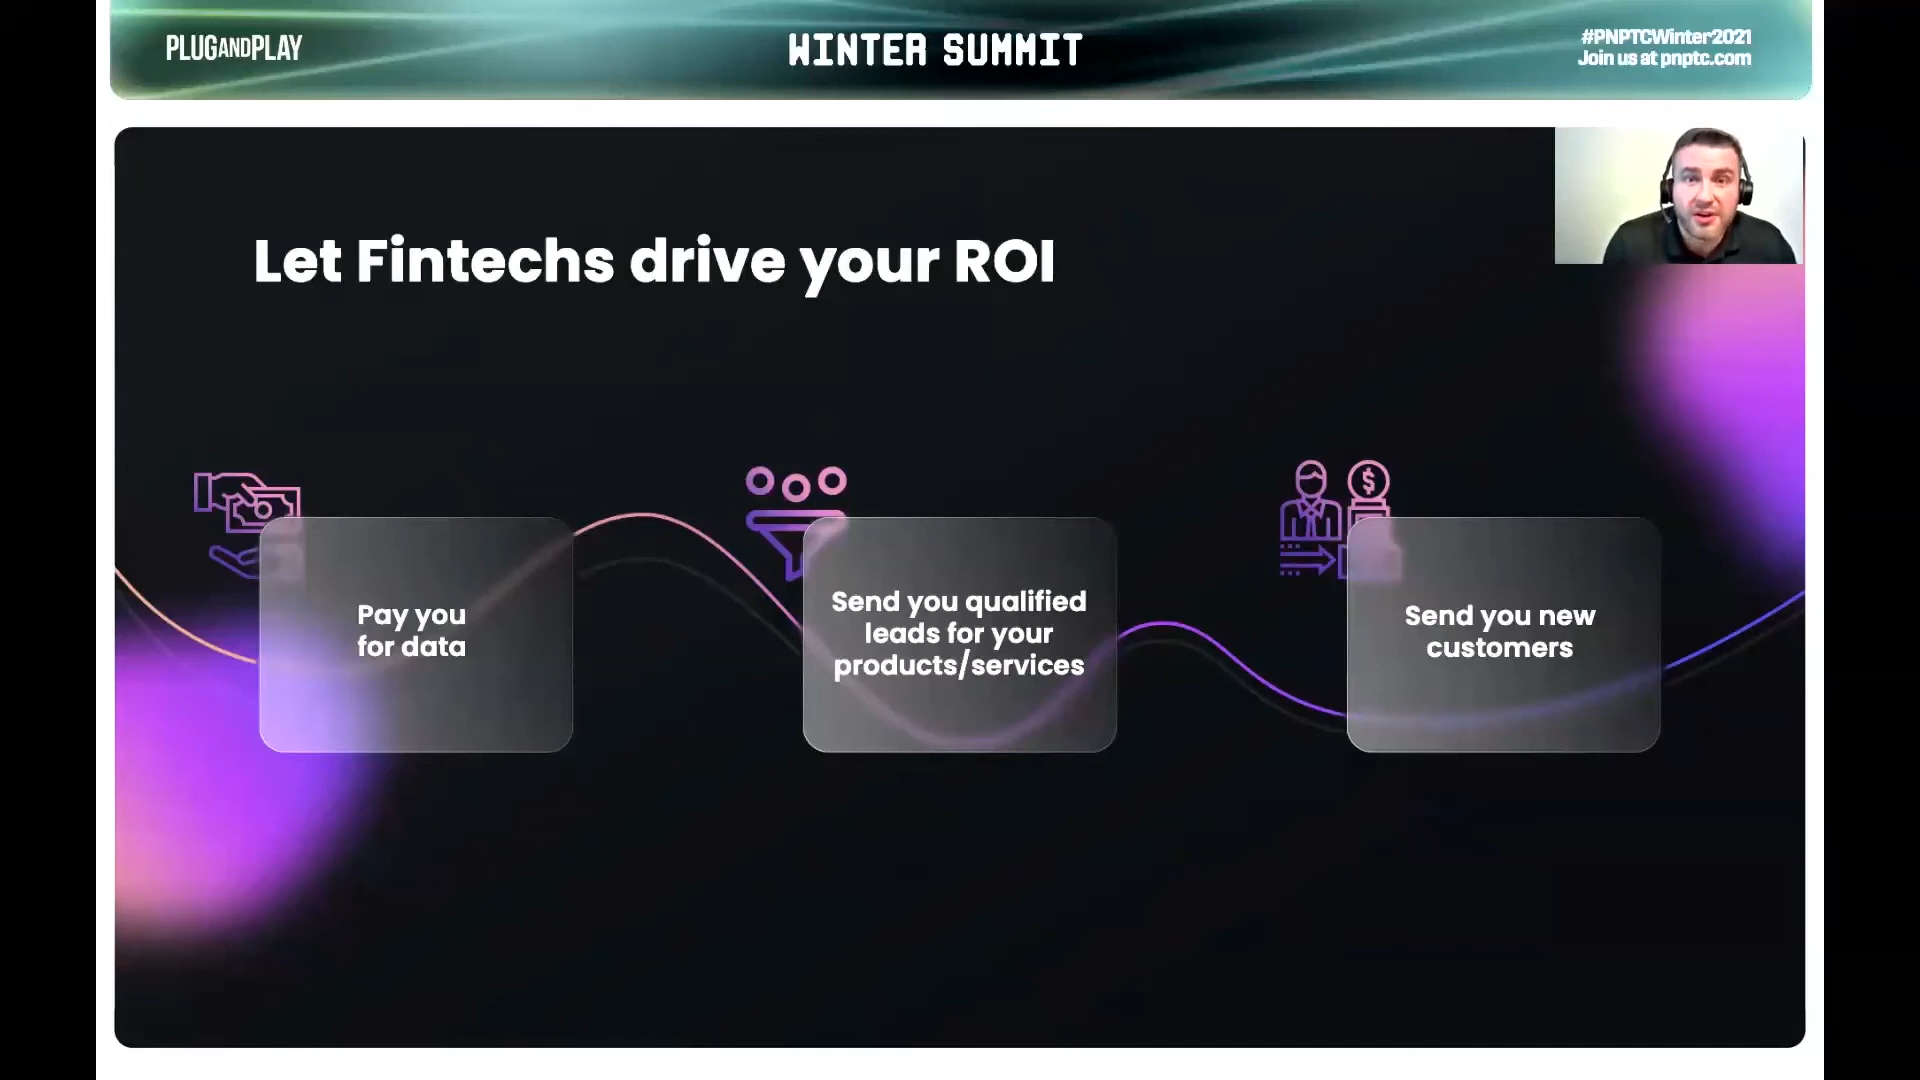 PLUGANDPLAY
WINTER SUMMIT
#PNPTCWinter2021
Join us at pnptc.com
Let Fintechs drive your ROI
$
Pay you
for data
Send you qualified
leads for your
products/services
Send you new
customers